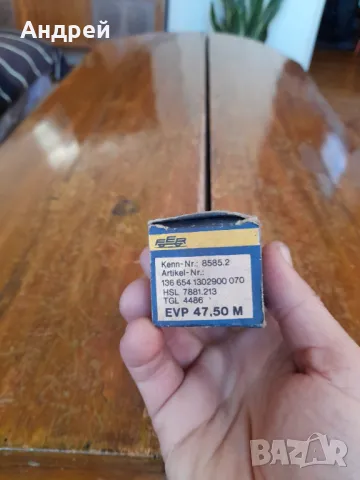 Андрей
FER
Kenn-Nr.: 8585.2
Artikel-Nr.:
136 654 1302900 070
HSL 7881.213
TGL 4486
EVP 47,50 M
BAZAR